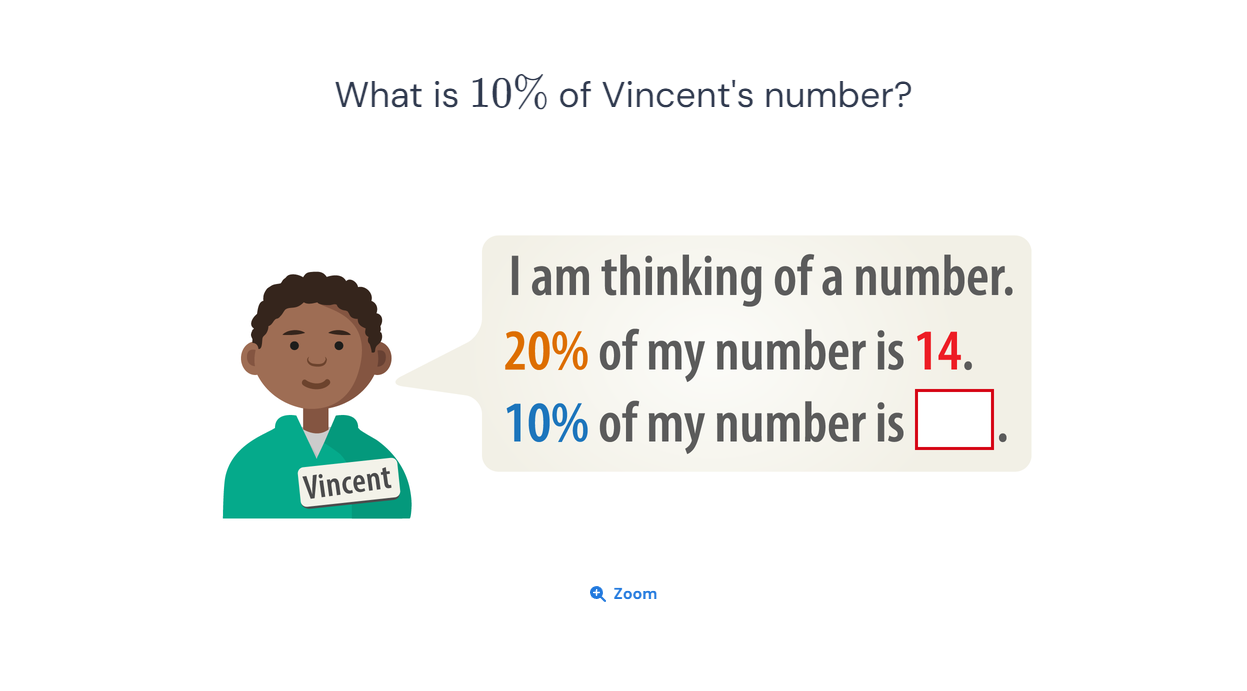 What is 10% of Vincent's number?
I am thinking of a number.
20% of my number is 14.
10% of my number is .
Vincent
Zoom